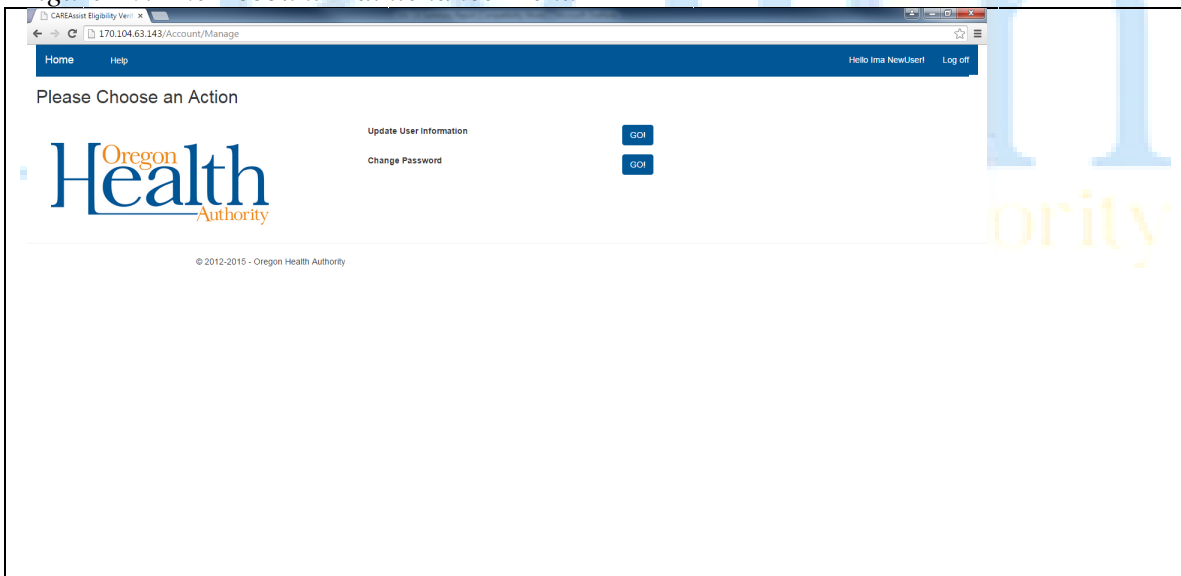 CAREAssist Eligibility Verif
170.104.63.143/Account/Manage
Home Help Hello Ima NewUser! Log off
Please Choose an Action
Update User Information GO!
Change Password GO!
Oregon
Health
Authority
ority
© 2012-2015 - Oregon Health Authority